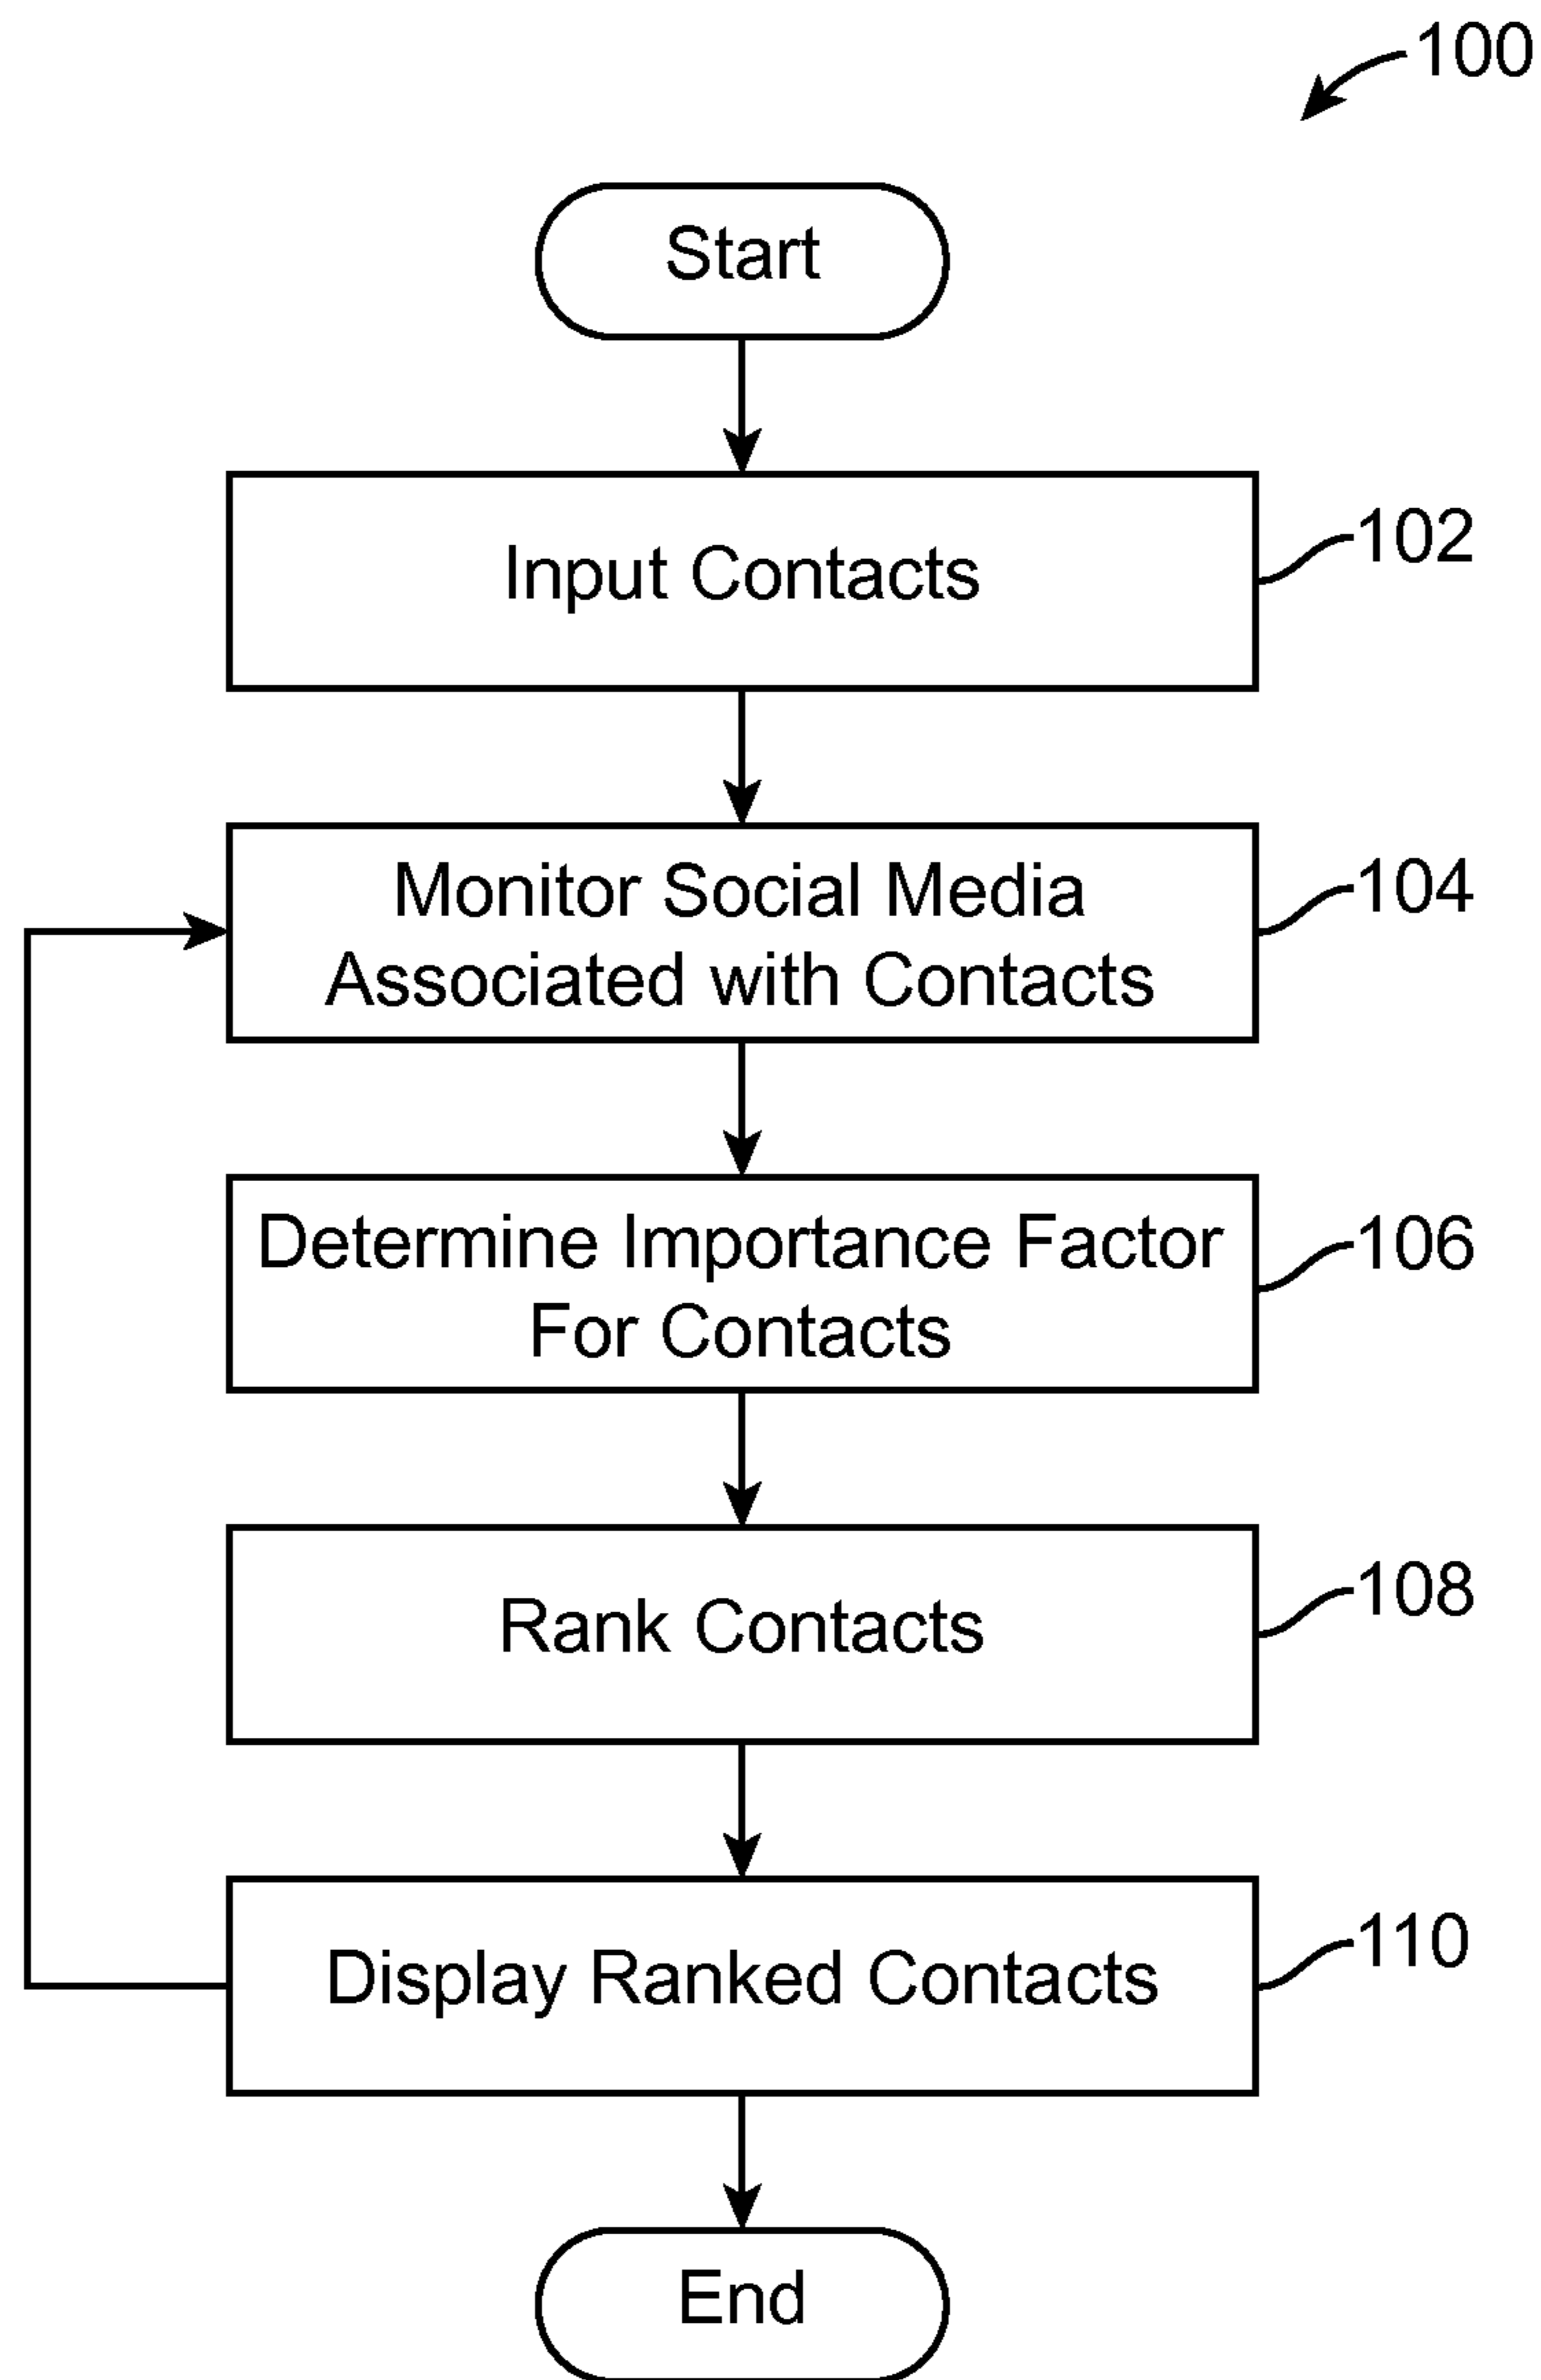 100
Start
Input Contacts
102
Monitor Social Media
Associated with Contacts
104
Determine Importance Factor
For Contacts
106
Rank Contacts
108
Display Ranked Contacts
110
End